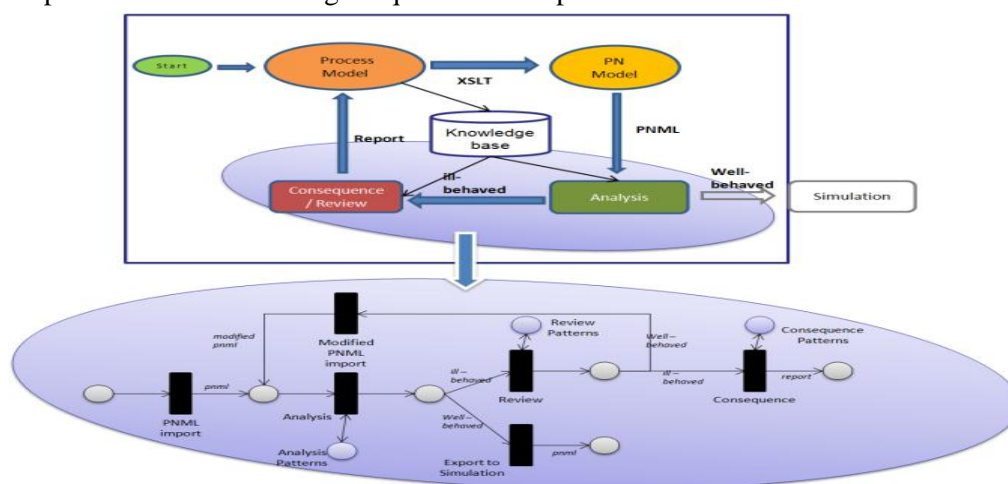 Start
Process
Model
XSLT
PN
Model
Report
Knowledge
base
PNML
Consequence
/ Review
ill-
behaved
Analysis
Well-
behaved
Simulation
modified
pnml
Modified
PNML
import
Review
Patterns
Well-
behaved
Consequence
Patterns
pnml
PNML
import
Analysis
Analysis
Patterns
ill-
behaved
Review
Well-
behaved
Export to
Simulation
pnml
ill-
behaved
Consequence
report